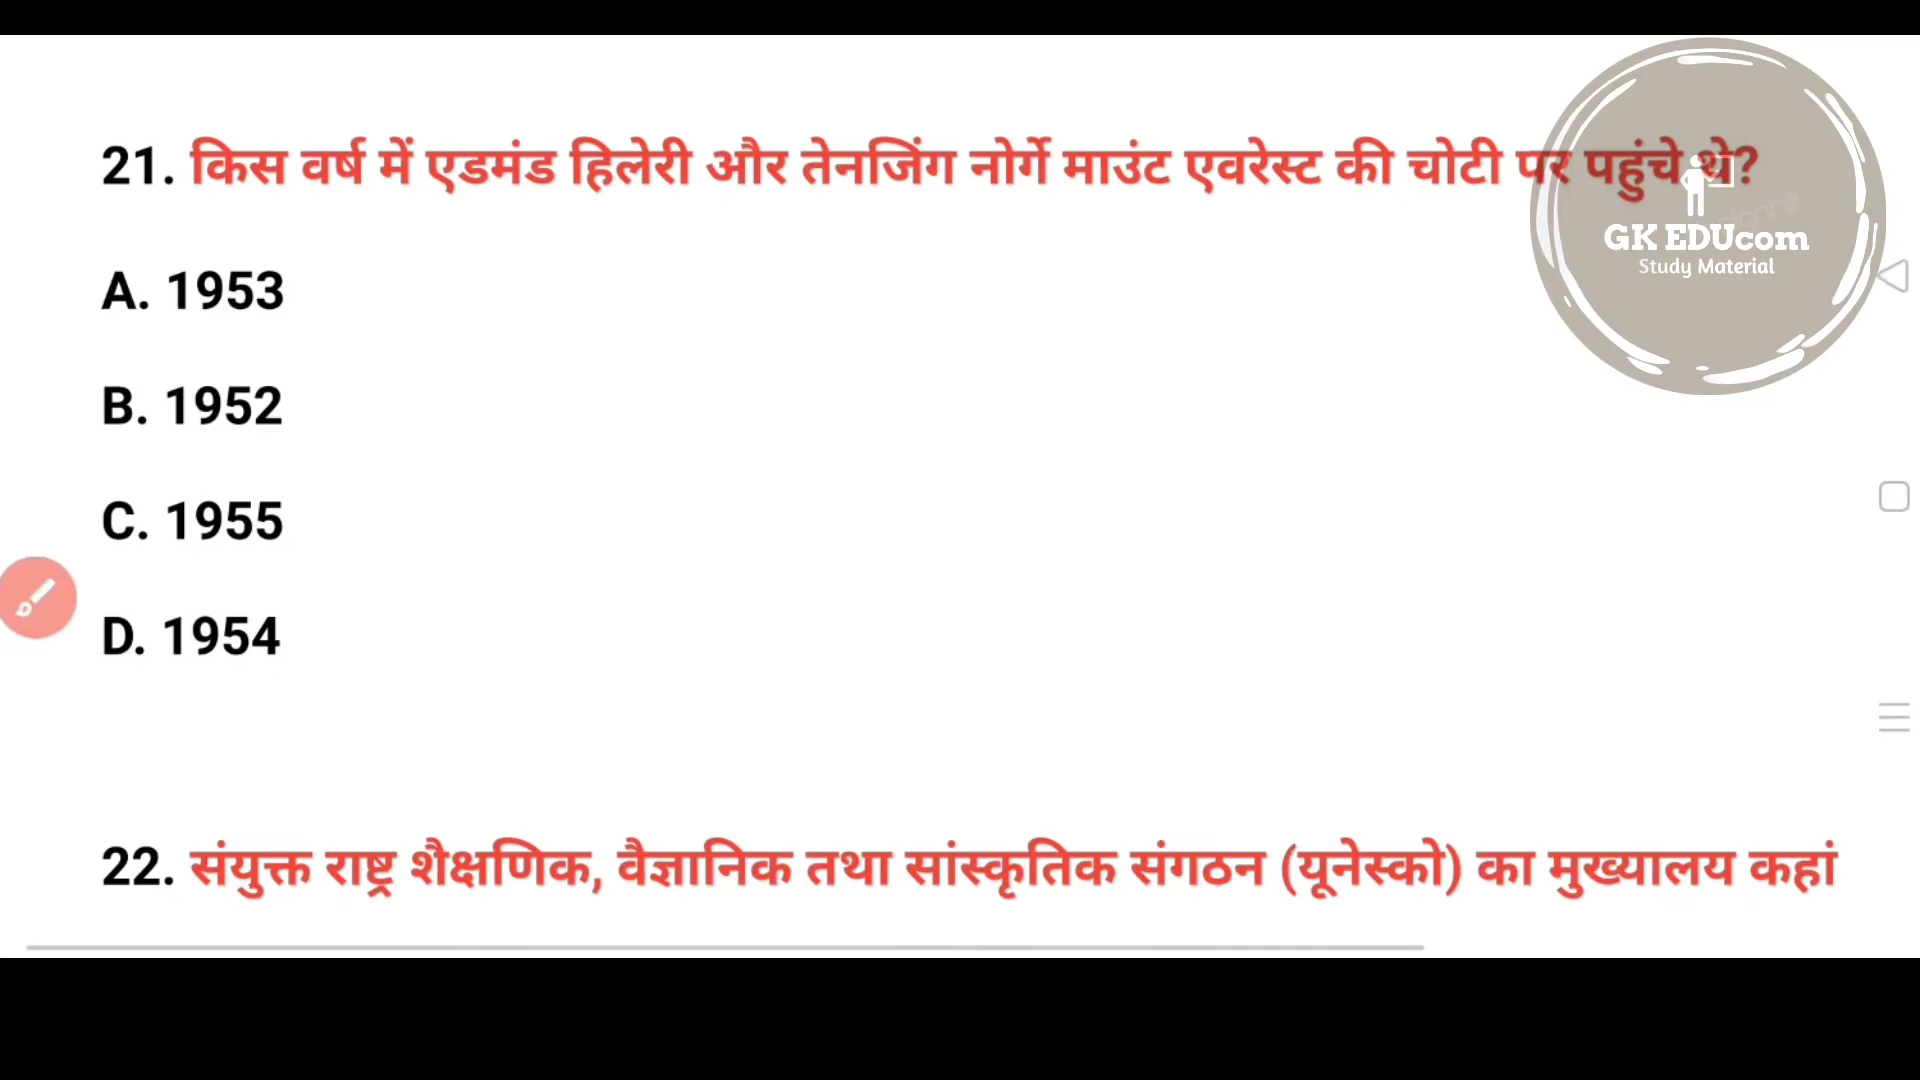 21. किस वर्ष में एडमंड हिलेरी और तेनजिंग नोर्गे माउंट एवरेस्ट की चोटी पर पहुंचे थे?
GK EDUcom
Study Material
A. 1953
B. 1952
C. 1955
D. 1954
22. संयुक्त राष्ट्र शैक्षणिक, वैज्ञानिक तथा सांस्कृतिक संगठन (यूनेस्को) का मुख्यालय कहां